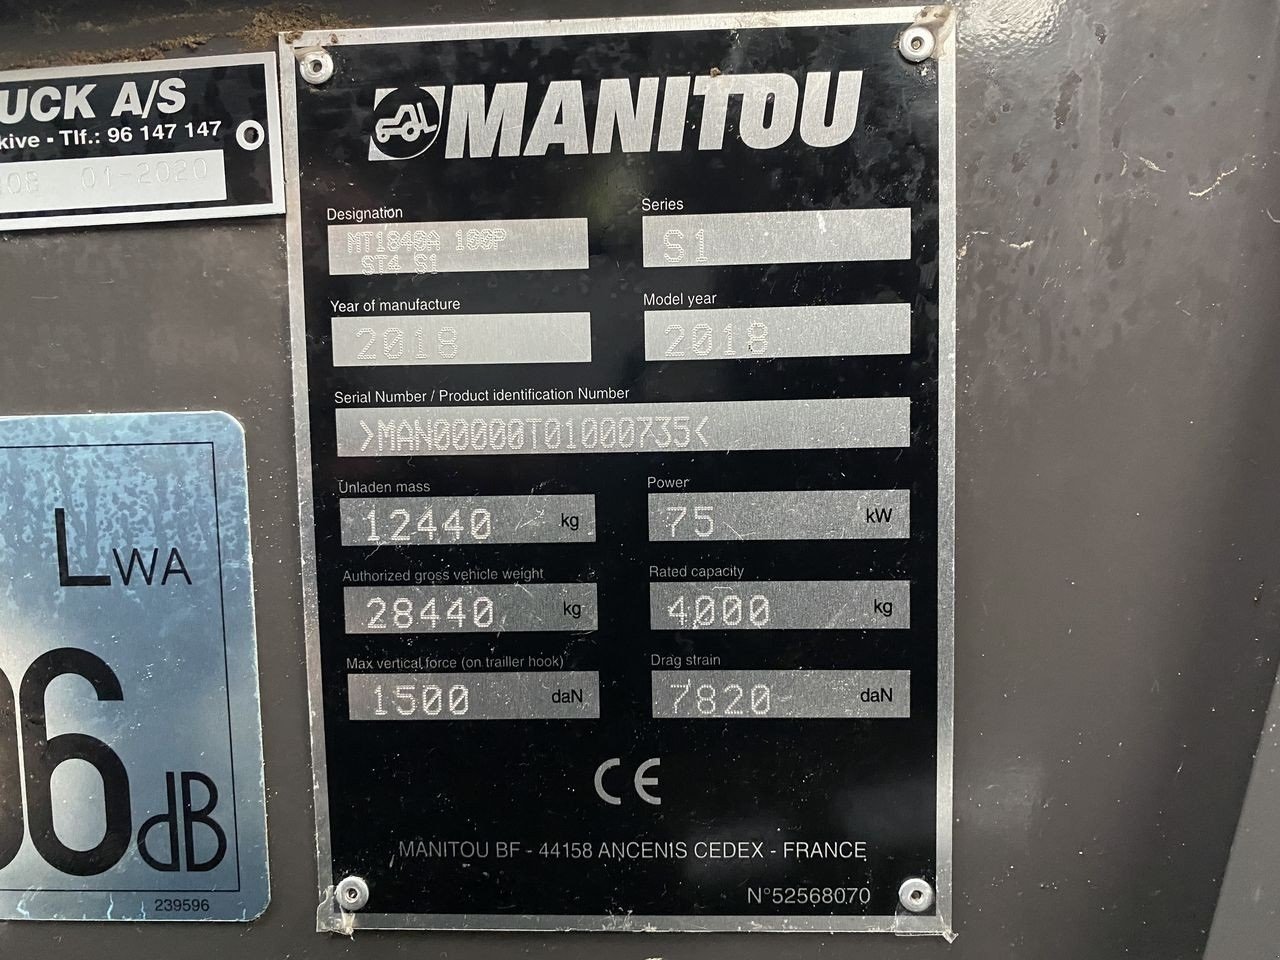 UCK A/S
kive - Tlf.: 96 147 147
01-2020
LWA
6 dB
239596
MANITOU
Designation
MT1840A 100P
ST4 S1
Series
S1
Year of manufacture
2018
Model year
2018
Serial Number / Product identification Number
>MAN00000T01000735<
Unladen mass
12440 kg
Power
75 kW
Authorized gross vehicle weight
28440 kg
Rated capacity
4000 kg
Max vertical force (on trailler hook)
1500 daN
Drag strain
7820 daN
CE
MANITOU BF - 44158 ANCENIS CEDEX - FRANCE
N°52568070